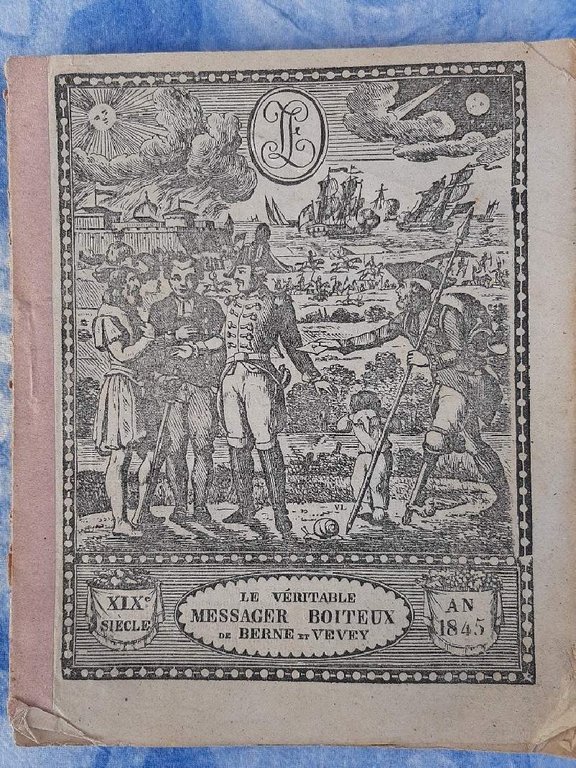 VL
XIXᵉ
SIÈCLE
LE VÉRITABLE
MESSAGER BOITEUX
DE BERNE ET VEVEY
AN
1845